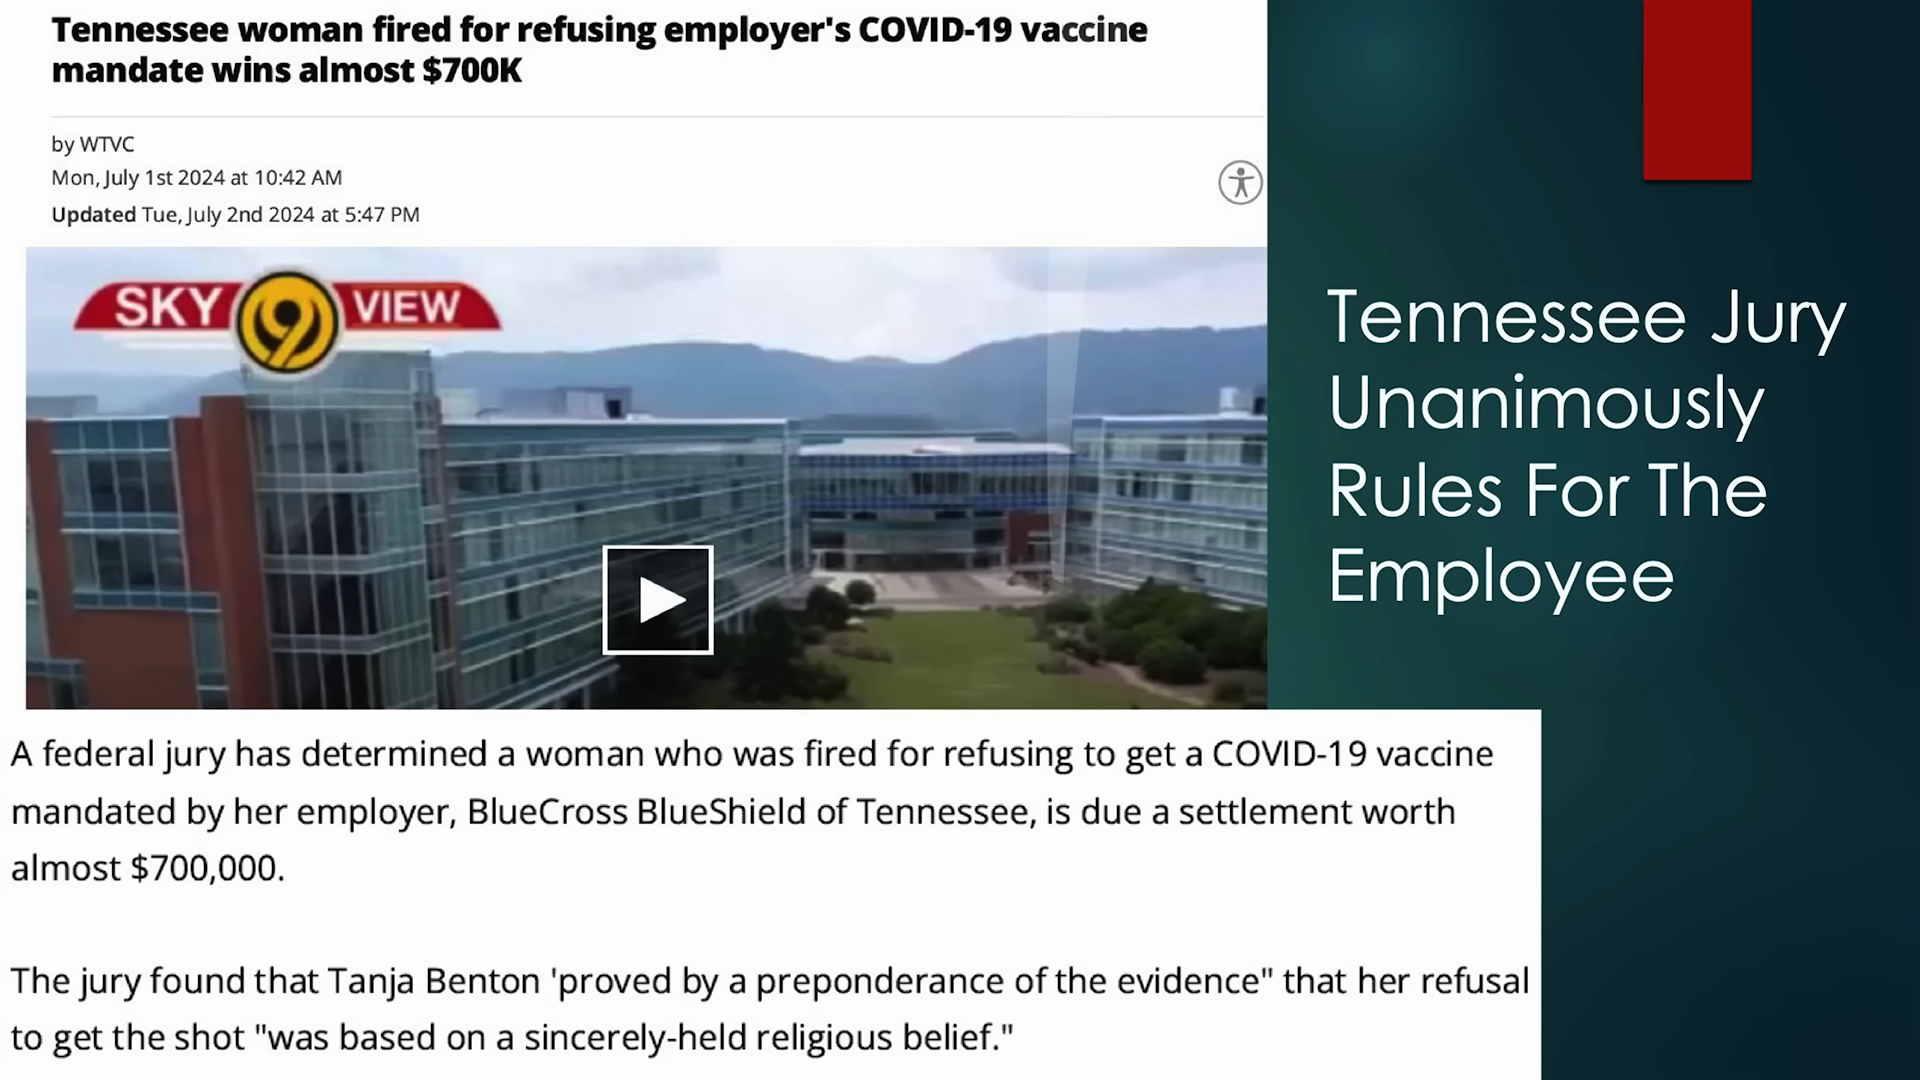 Tennessee woman fired for refusing employer's COVID-19 vaccine
mandate wins almost $700K
by WTVC
Mon, July 1st 2024 at 10:42 AM
Updated Tue, July 2nd 2024 at 5:47 PM
SKY 9 VIEW
Tennessee Jury
Unanimously
Rules For The
Employee
A federal jury has determined a woman who was fired for refusing to get a COVID-19 vaccine
mandated by her employer, BlueCross BlueShield of Tennessee, is due a settlement worth
almost $700,000.
The jury found that Tanja Benton 'proved by a preponderance of the evidence" that her refusal
to get the shot "was based on a sincerely-held religious belief."